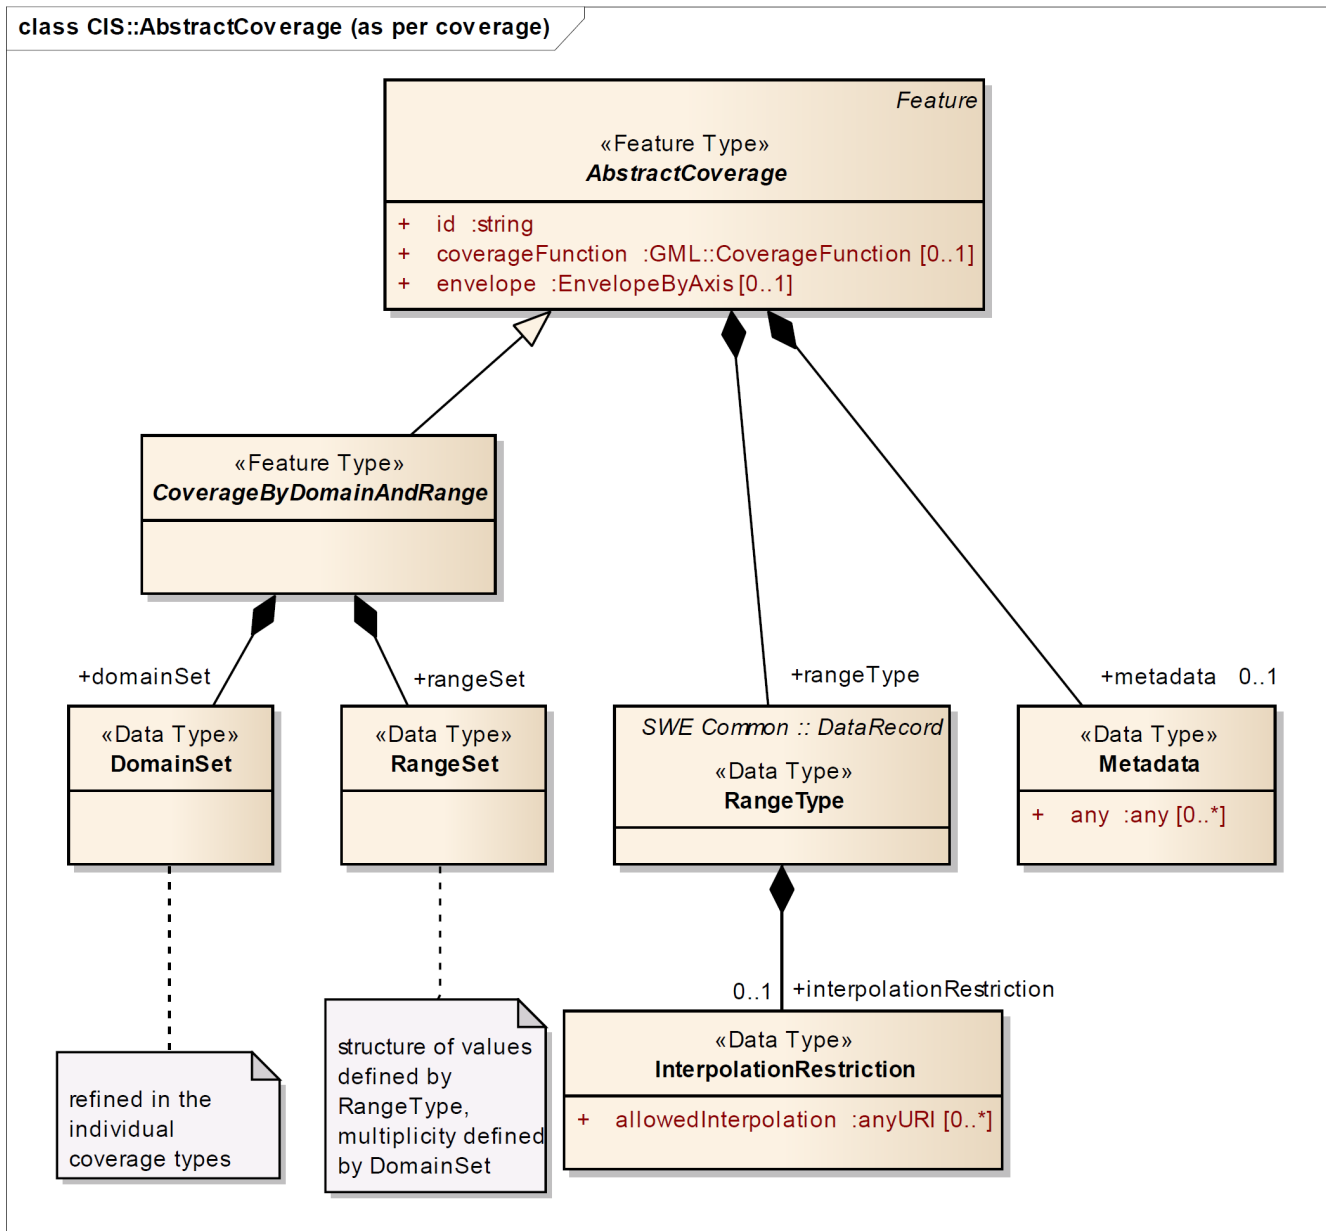 class CIS::AbstractCoverage (as per coverage)
Feature
«Feature Type»
AbstractCoverage
+ id :string
+ coverageFunction :GML::CoverageFunction [0..1]
+ envelope :EnvelopeByAxis [0..1]
«Feature Type»
CoverageByDomainAndRange
+domainSet
+rangeSet
+rangeType
+metadata 0..1
«Data Type»
DomainSet
«Data Type»
RangeSet
SWE Common :: DataRecord
«Data Type»
RangeType
«Data Type»
Metadata
+ any :any [0..*]
0..1 +interpolationRestriction
«Data Type»
InterpolationRestriction
+ allowedInterpolation :anyURI [0..*]
refined in the
individual
coverage types
structure of values
defined by
RangeType,
multiplicity defined
by DomainSet